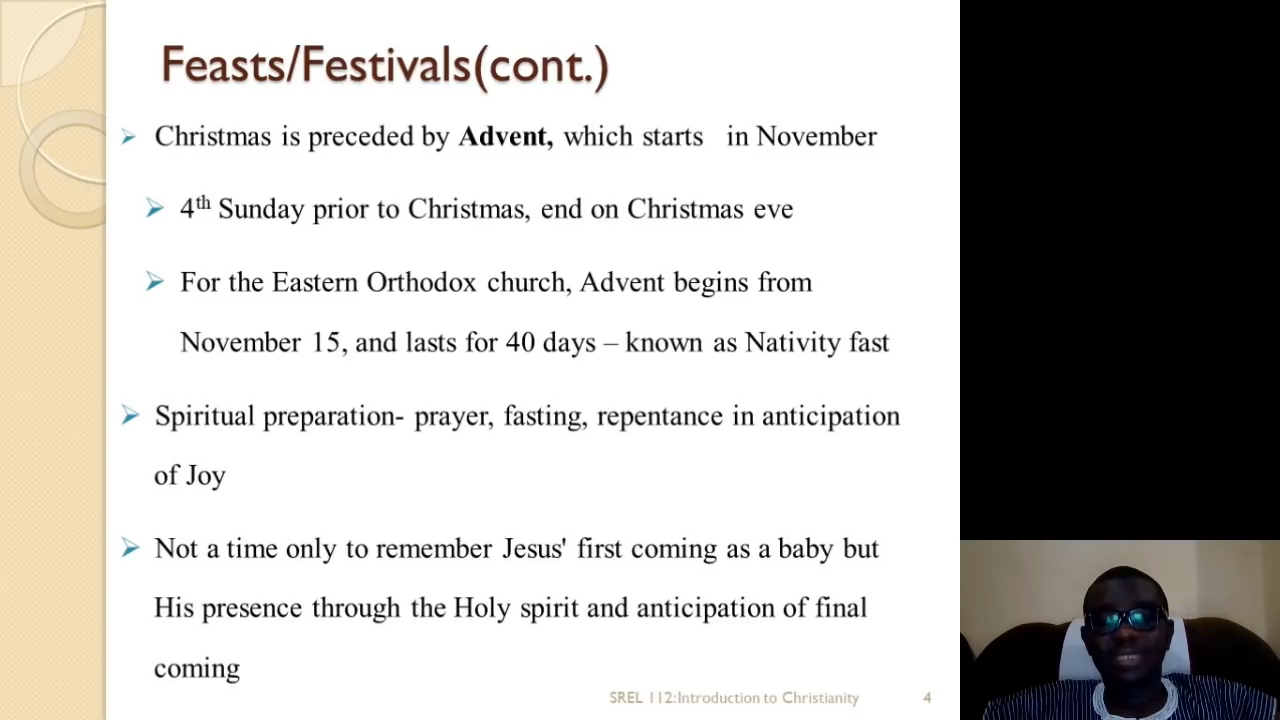 Feasts/Festivals(cont.)
➢ Christmas is preceded by Advent, which starts in November
➢ 4th Sunday prior to Christmas, end on Christmas eve
➢ For the Eastern Orthodox church, Advent begins from
November 15, and lasts for 40 days – known as Nativity fast
➢ Spiritual preparation- prayer, fasting, repentance in anticipation
of Joy
➢ Not a time only to remember Jesus' first coming as a baby but
His presence through the Holy spirit and anticipation of final
coming
SREL 112:Introduction to Christianity 4